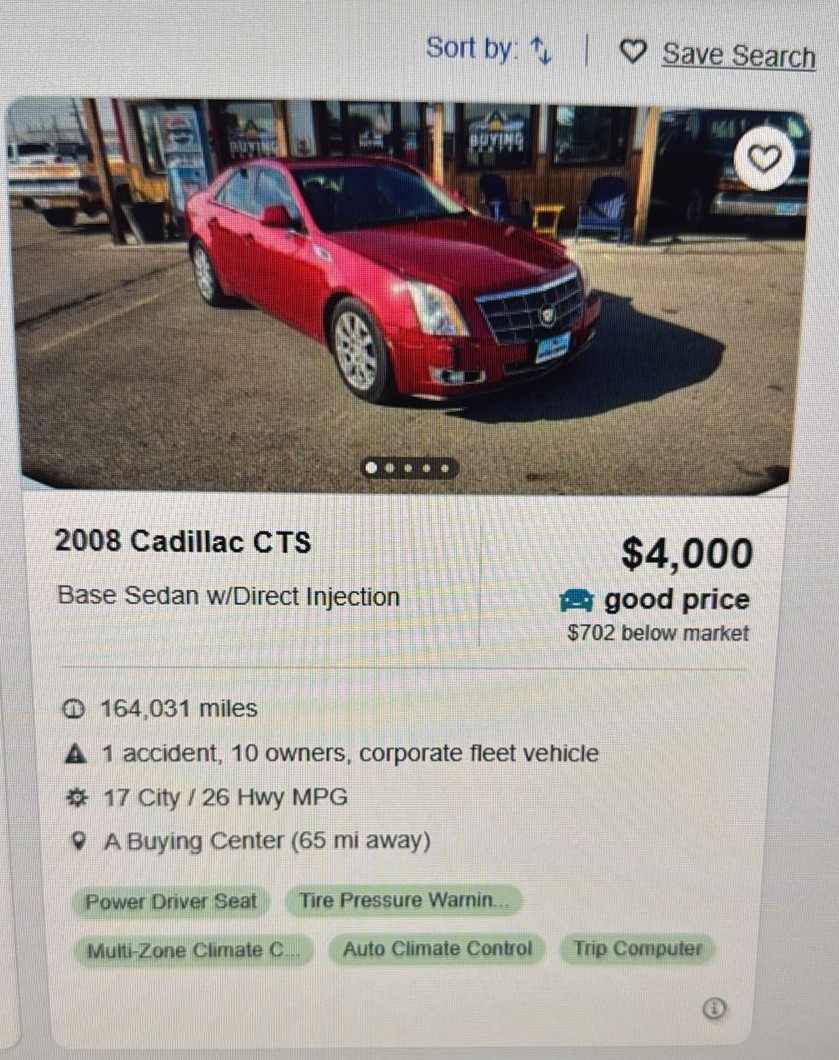 Sort by:
Save Search
BUYING
BUYING
2008 Cadillac CTS
$4,000
Base Sedan w/Direct Injection
good price
$702 below market
164,031 miles
1 accident, 10 owners, corporate fleet vehicle
17 City / 26 Hwy MPG
A Buying Center (65 mi away)
Power Driver Seat
Tire Pressure Warnin...
Multi-Zone Climate C...
Auto Climate Control
Trip Computer